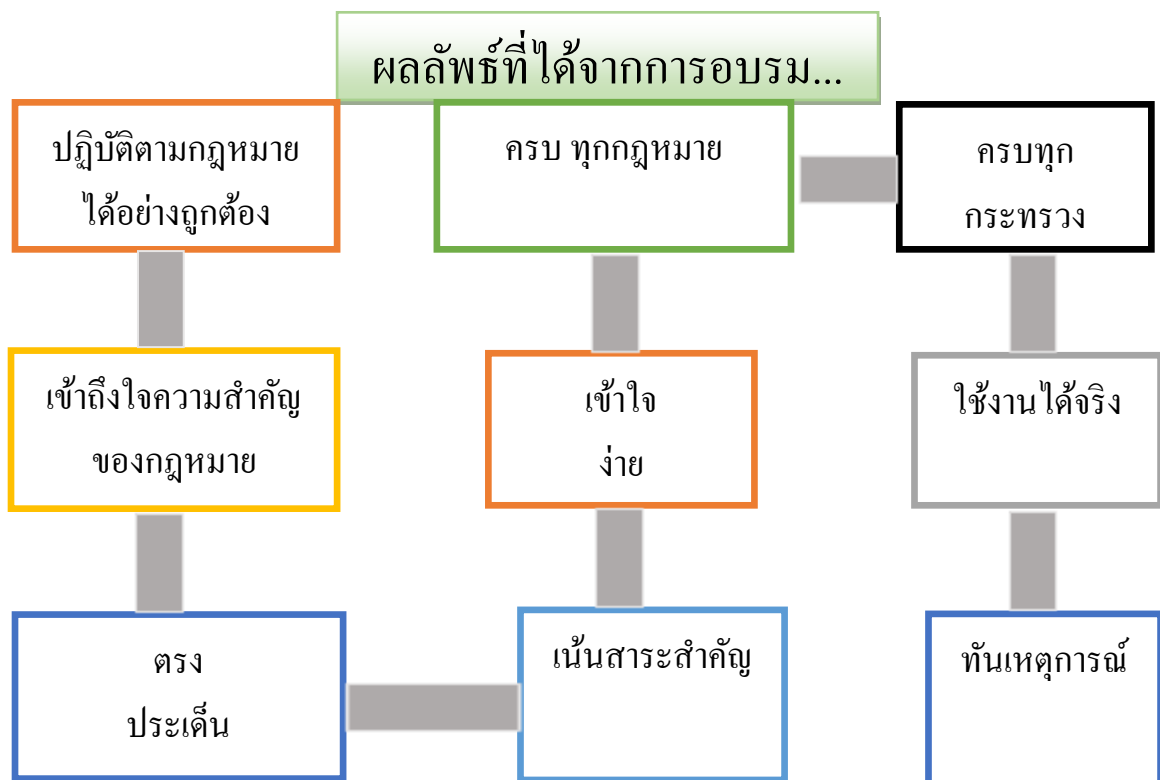 ผลลัพธ์ที่ได้จากการอบรม...
ปฏิบัติตามกฎหมาย
ได้อย่างถูกต้อง
ครบ ทุกกฎหมาย
ครบทุก
กระทรวง
เข้าถึงใจความสำคัญ
ของกฎหมาย
เข้าใจ
ง่าย
ใช้งานได้จริง
ตรง
ประเด็น
เน้นสาระสำคัญ
ทันเหตุการณ์